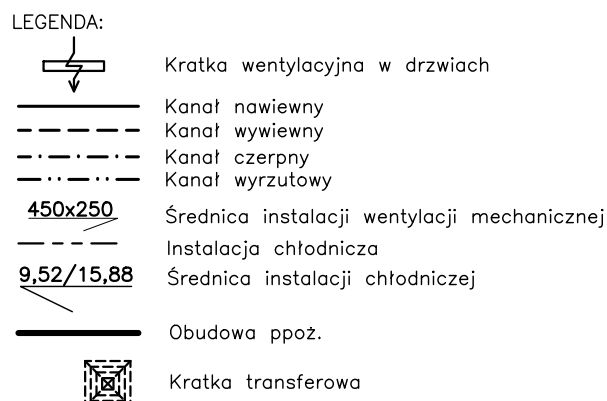 LEGENDA:
Kratka wentylacyjna w drzwiach
Kanał nawiewny
Kanał wywiewny
Kanał czerpny
Kanał wyrzutowy
450x250 Średnica instalacji wentylacji mechanicznej
Instalacja chłodnicza
9,52/15,88 Średnica instalacji chłodniczej
Obudowa ppoż.
Kratka transferowa